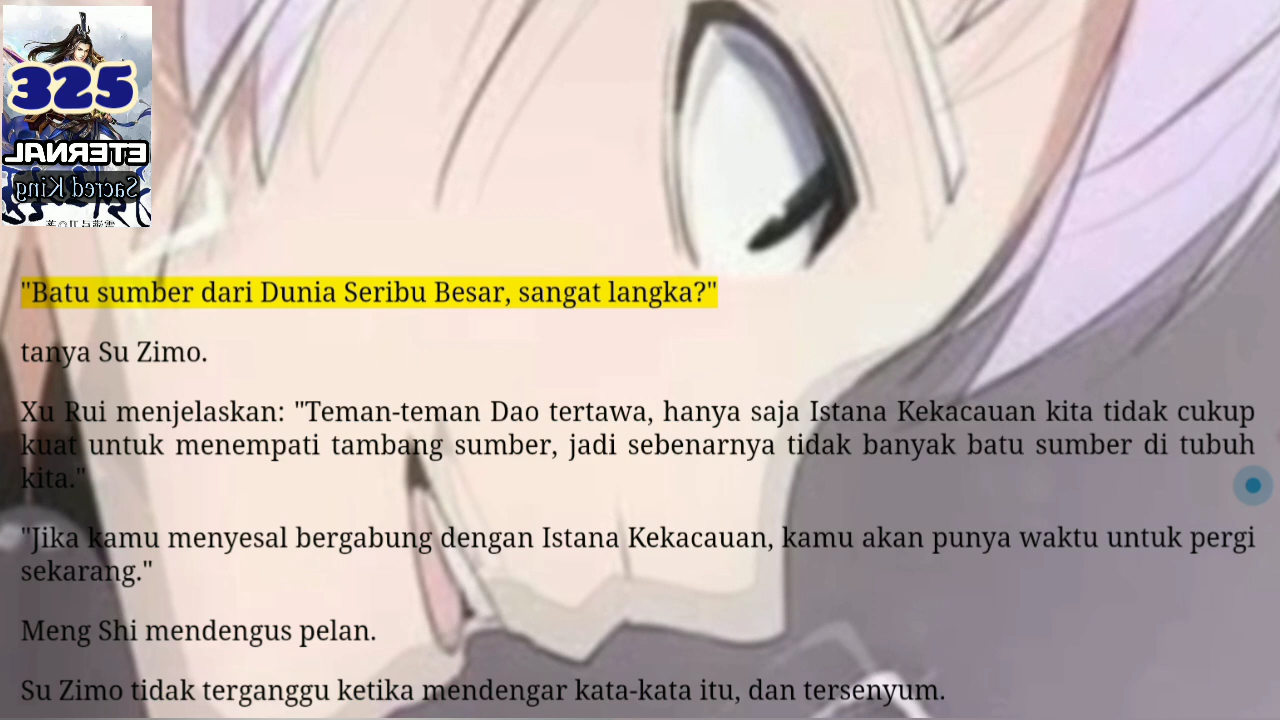 325
ETERNAL
Sacred King
"Batu sumber dari Dunia Seribu Besar, sangat langka?"
tanya Su Zimo.
Xu Rui menjelaskan: "Teman-teman Dao tertawa, hanya saja Istana Kekacauan kita tidak cukup
kuat untuk menempati tambang sumber, jadi sebenarnya tidak banyak batu sumber di tubuh
kita."
"Jika kamu menyesal bergabung dengan Istana Kekacauan, kamu akan punya waktu untuk pergi
sekarang."
Meng Shi mendengus pelan.
Su Zimo tidak terganggu ketika mendengar kata-kata itu, dan tersenyum.